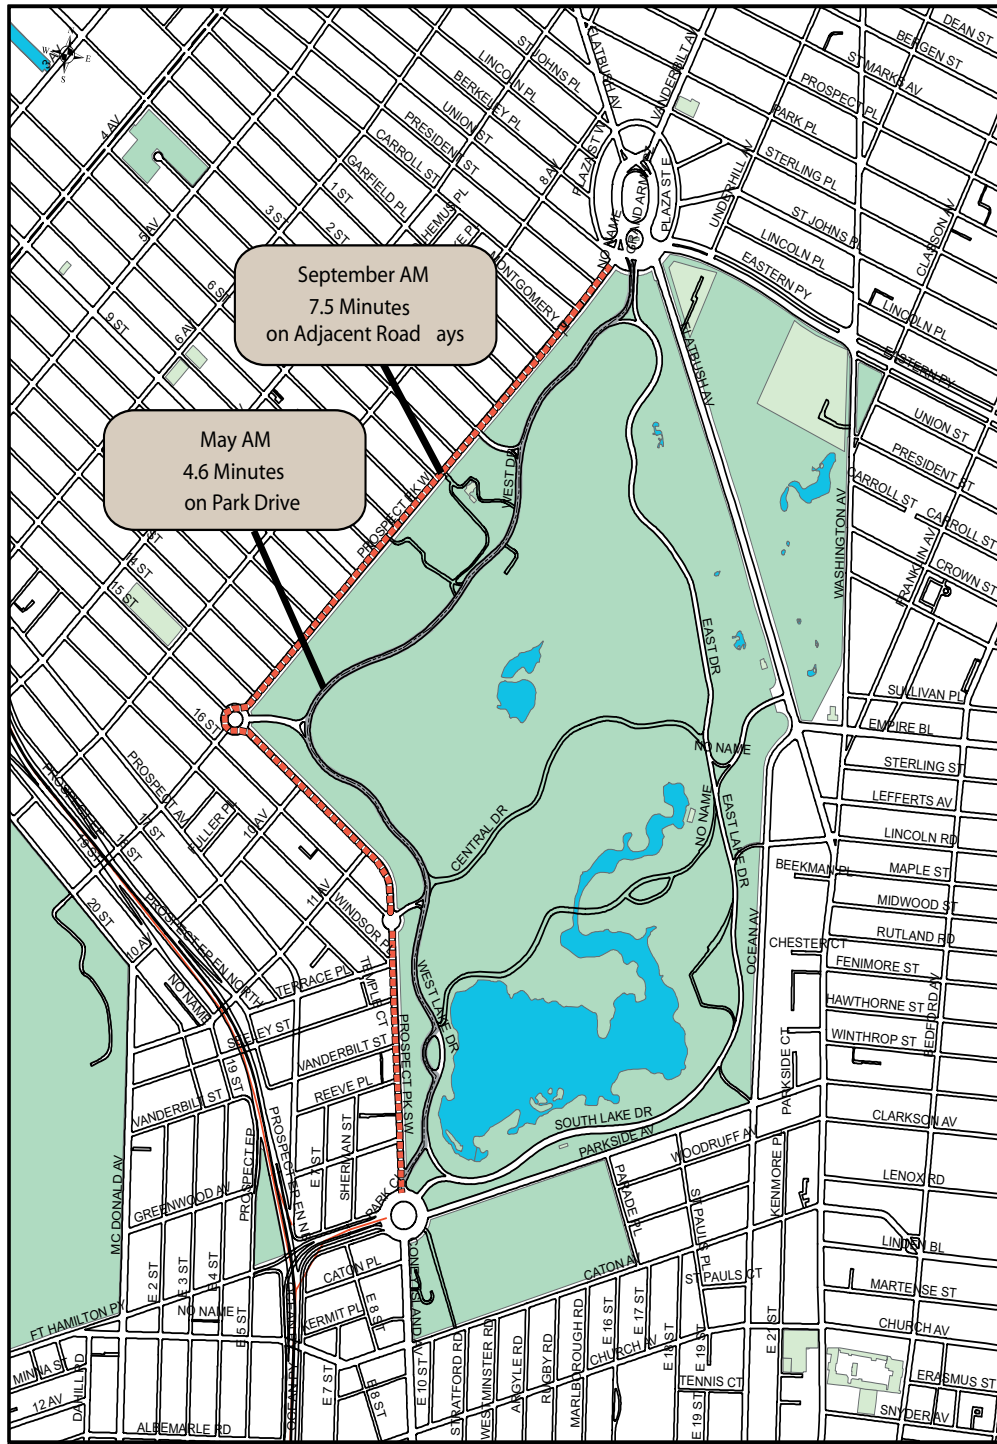 DEAN ST
BERGEN ST
ST MARKS AV
PROSPECT PL
PARK PL
STERLING PL
ST JOHNS PL
LINCOLN PL
EASTERN PY
FLATBUSH AV
VANDERBILT AV
UNDERHILL AV
CLASSON AV
ST JOHNS PL
LINCOLN PL
BERKELEY PL
UNION ST
PRESIDENT ST
CARROLL ST
GARFIELD PL
1 ST
2 ST
3 ST
MONTGOMERY
8 AV
PLAZA ST W
PLAZA ST E
NO NAME
W
E
S
3 AV
4 AV
5 AV
6 AV
6 ST
9 ST
September AM
7.5 Minutes
on Adjacent Road ays
May AM
4.6 Minutes
on Park Drive
LINCOLN PL
EASTERN PY
UNION ST
PRESIDENT ST
CARROLL ST
CARROLL ST
CROWN ST
FRANKLIN AV
WASHINGTON AV
FLATBUSH AV
WEST DR
PROSPECT PK W
14 ST
15 ST
16 ST
EAST DR
SULLIVAN PL
EMPIRE BL
STERLING ST
LEFFERTS AV
LINCOLN RD
MAPLE ST
MIDWOOD ST
RUTLAND RD
FENIMORE ST
HAWTHORNE ST
WINTHROP ST
CLARKSON AV
LENOX RD
LINDEN BL
MARTENSE ST
CHURCH AV
ERASMUS ST
SNYDER AV
BEDFORD AV
BEEKMAN PL
CHESTER CT
OCEAN AV
PARKSIDE CT
KENMORE PL
NO NAME
NO NAME
EAST LAKE DR
CENTRAL DR
WEST LAKE DR
SOUTH LAKE DR
PARKSIDE AV
WOODRUFF AV
PARADE PL
ST PAULS PL
ST PAULS CT
CATON AV
CHURCH AV
TENNIS CT
PROSPECT AV
FULLER PL
10 AV
11 AV
WINDSOR PL
TERRACE PL
TEMPLE CT
SEELEY ST
VANDERBILT ST
REEVE PL
SHERMAN ST
E 7 ST
PROSPECT PK SW
PARK CI
17 ST
18 ST
19 ST
20 ST
10 AV
NO NAME
19 ST
VANDERBILT ST
GREENWOOD AV
MC DONALD AV
FT HAMILTON PY
E 2 ST
E 3 ST
E 4 ST
E 5 ST
NO NAME
MINNA ST
12 AV
DAHILL RD
ALBEMARLE RD
CATON PL
KERMIT PL
E 7 ST
E 8 ST
E 8 ST
E 10 ST
STRATFORD RD
WESTMINSTER RD
ARGYLE RD
RUGBY RD
MARLBOROUGH RD
E 16 ST
E 17 ST
E 18 ST
E 19 ST
E 19 ST
E 21 ST